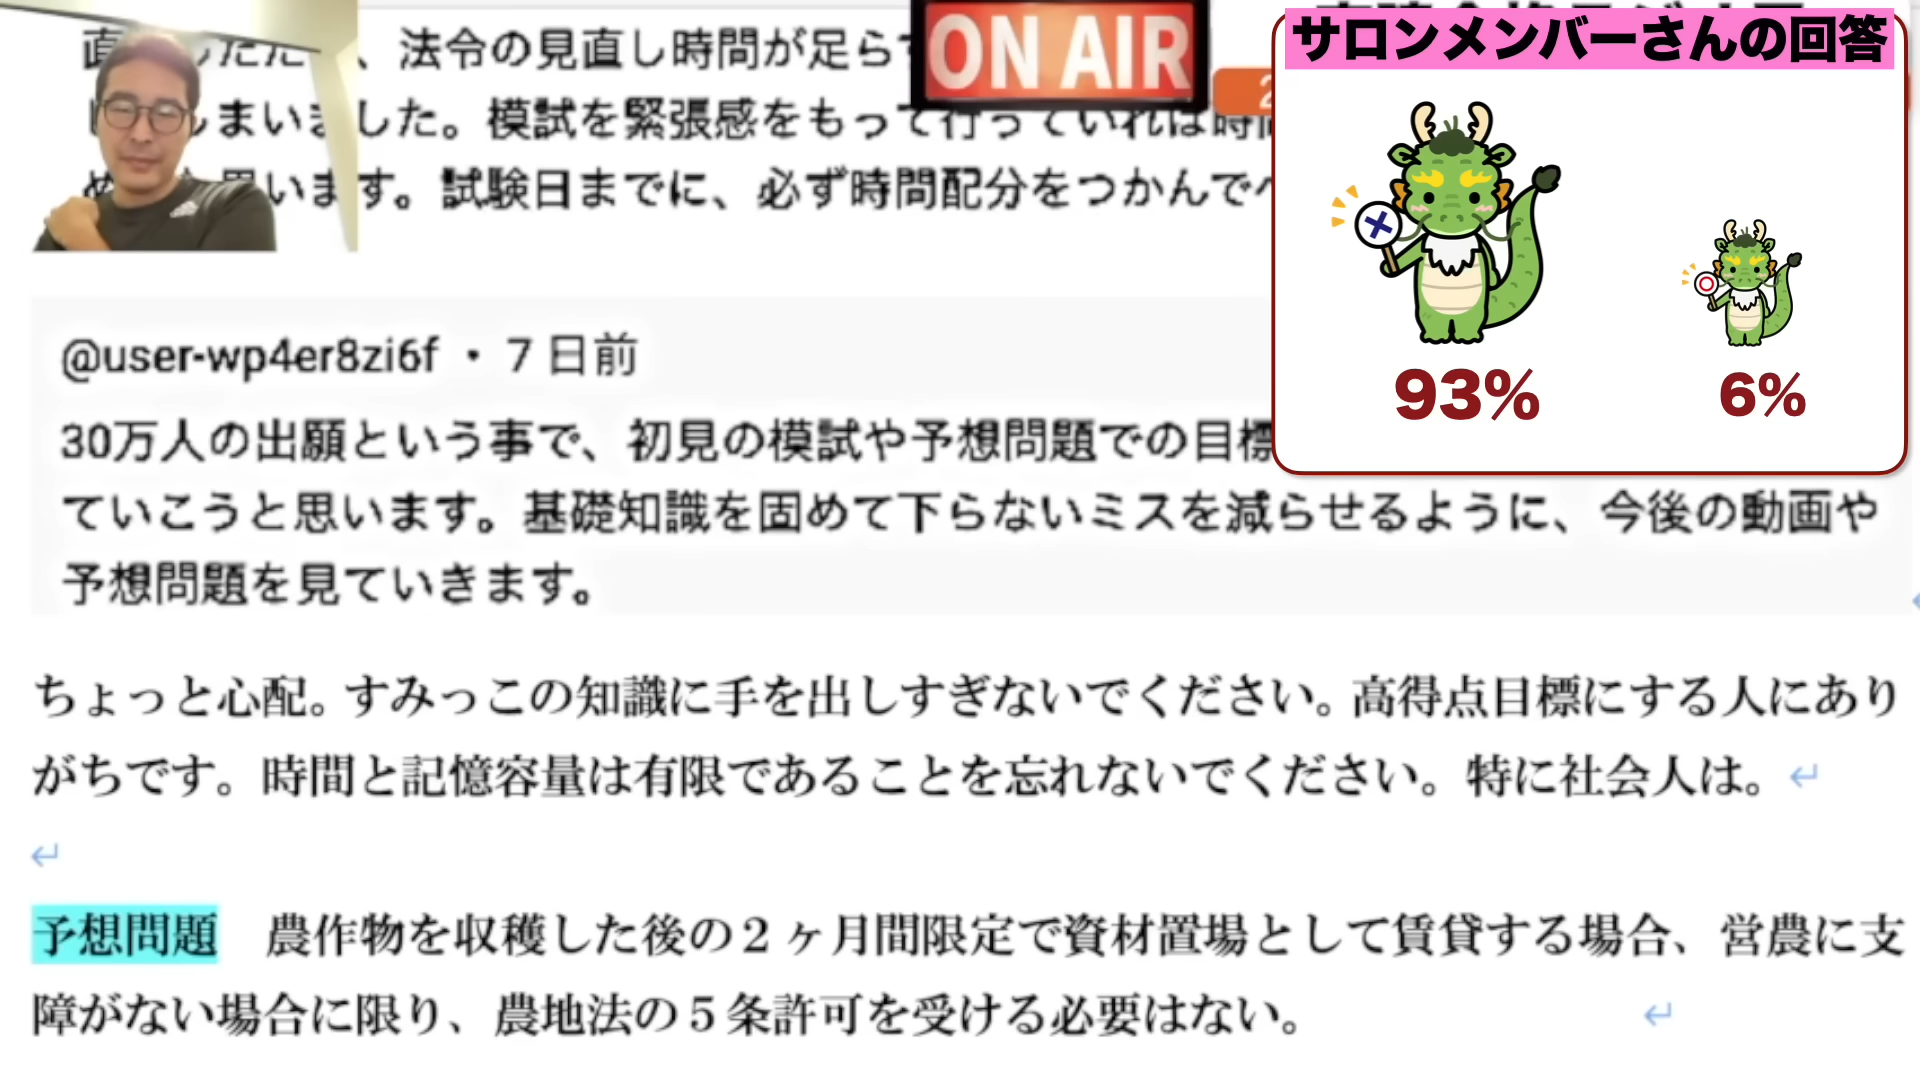 、法令の見直し時間が足ら
まいました。模試を緊張感をもって行っていれば時
思います。試験日までに、必ず時間配分をつかんで
ON AIR
サロンメンバーさんの回答
93%
6%
@user-wp4er8zi6f・7 日前
30万人の出願という事で、初見の模試や予想問題での目標
ていこうと思います。基礎知識を固めて下らないミスを減らせるように、今後の動画や
予想問題を見ていきます。
ちょっと心配。すみっこの知識に手を出しすぎないでください。高得点目標にする人にあり
がちです。時間と記憶容量は有限であることを忘れないでください。特に社会人は。
予想問題　農作物を収穫した後の２ヶ月間限定で資材置場として賃貸する場合、営農に支
障がない場合に限り、農地法の５条許可を受ける必要はない。